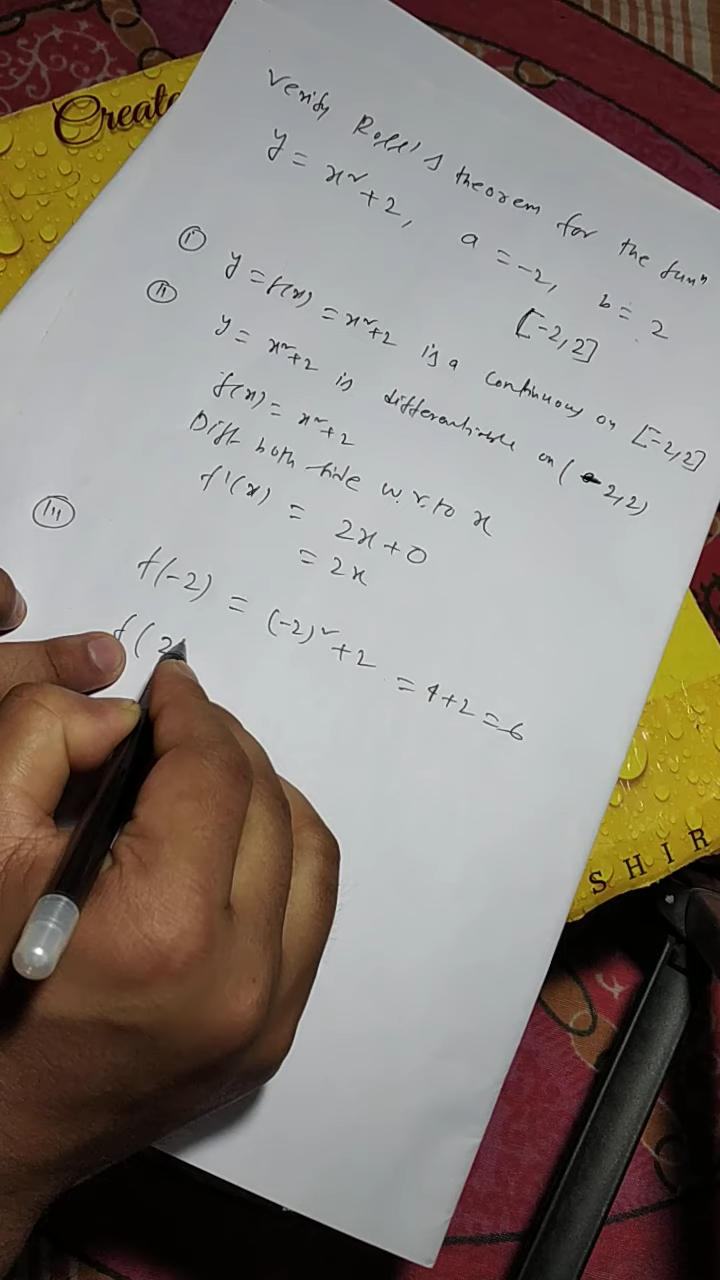 Create
Verify Roll's theorem for the funⁿ
y = x² + 2, a = -2, b = 2
[-2, 2]
(i) y = f(x) = x²+2 is a continuous on [-2, 2]
(ii) y = x²+2 is differentiable on (-2, 2)
f(x) = x²+2
Diff both side w.r.to x
f'(x) = 2x + 0
= 2x
(iii) f(-2) = (-2)² + 2 = 4+2 = 6
f(2
SHIR